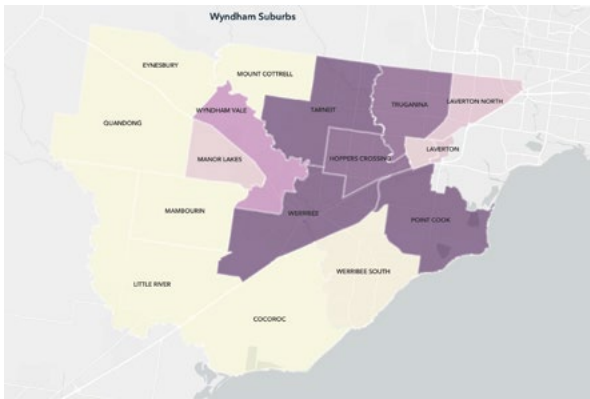 Wyndham Suburbs
EYNESBURY
MOUNT COTTRELL
WYNDHAM VALE
TARNEIT
TRUGANINA
LAVERTON NORTH
QUANDONG
LAVERTON
MANOR LAKES
HOPPERS CROSSING
MAMBOURIN
WERRIBEE
POINT COOK
WERRIBEE SOUTH
LITTLE RIVER
COCOROC